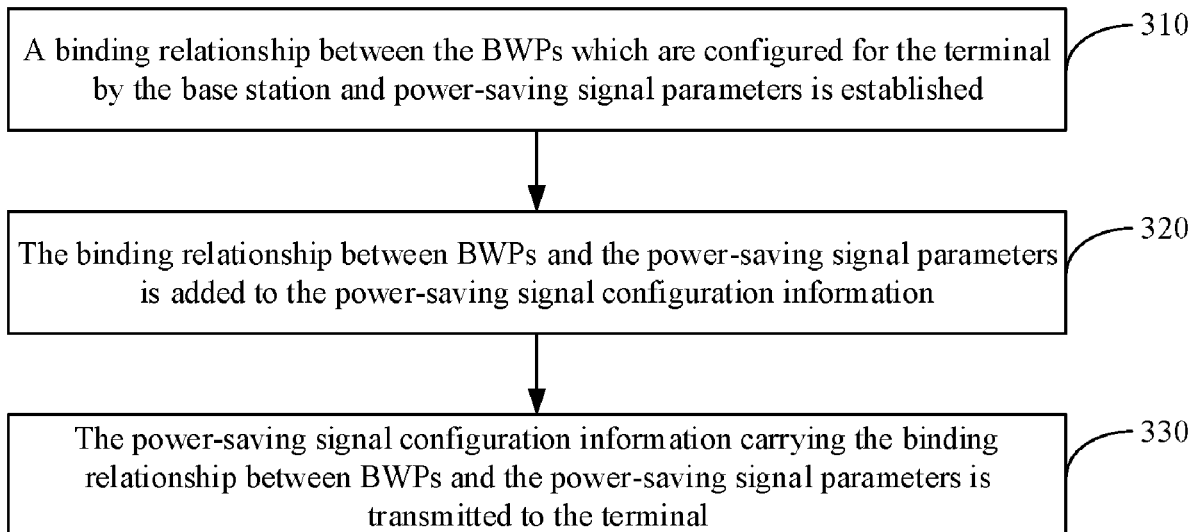 A binding relationship between the BWPs which are configured for the terminal
by the base station and power-saving signal parameters is established
310
The binding relationship between BWPs and the power-saving signal parameters
is added to the power-saving signal configuration information
320
The power-saving signal configuration information carrying the binding
relationship between BWPs and the power-saving signal parameters is
transmitted to the terminal
330